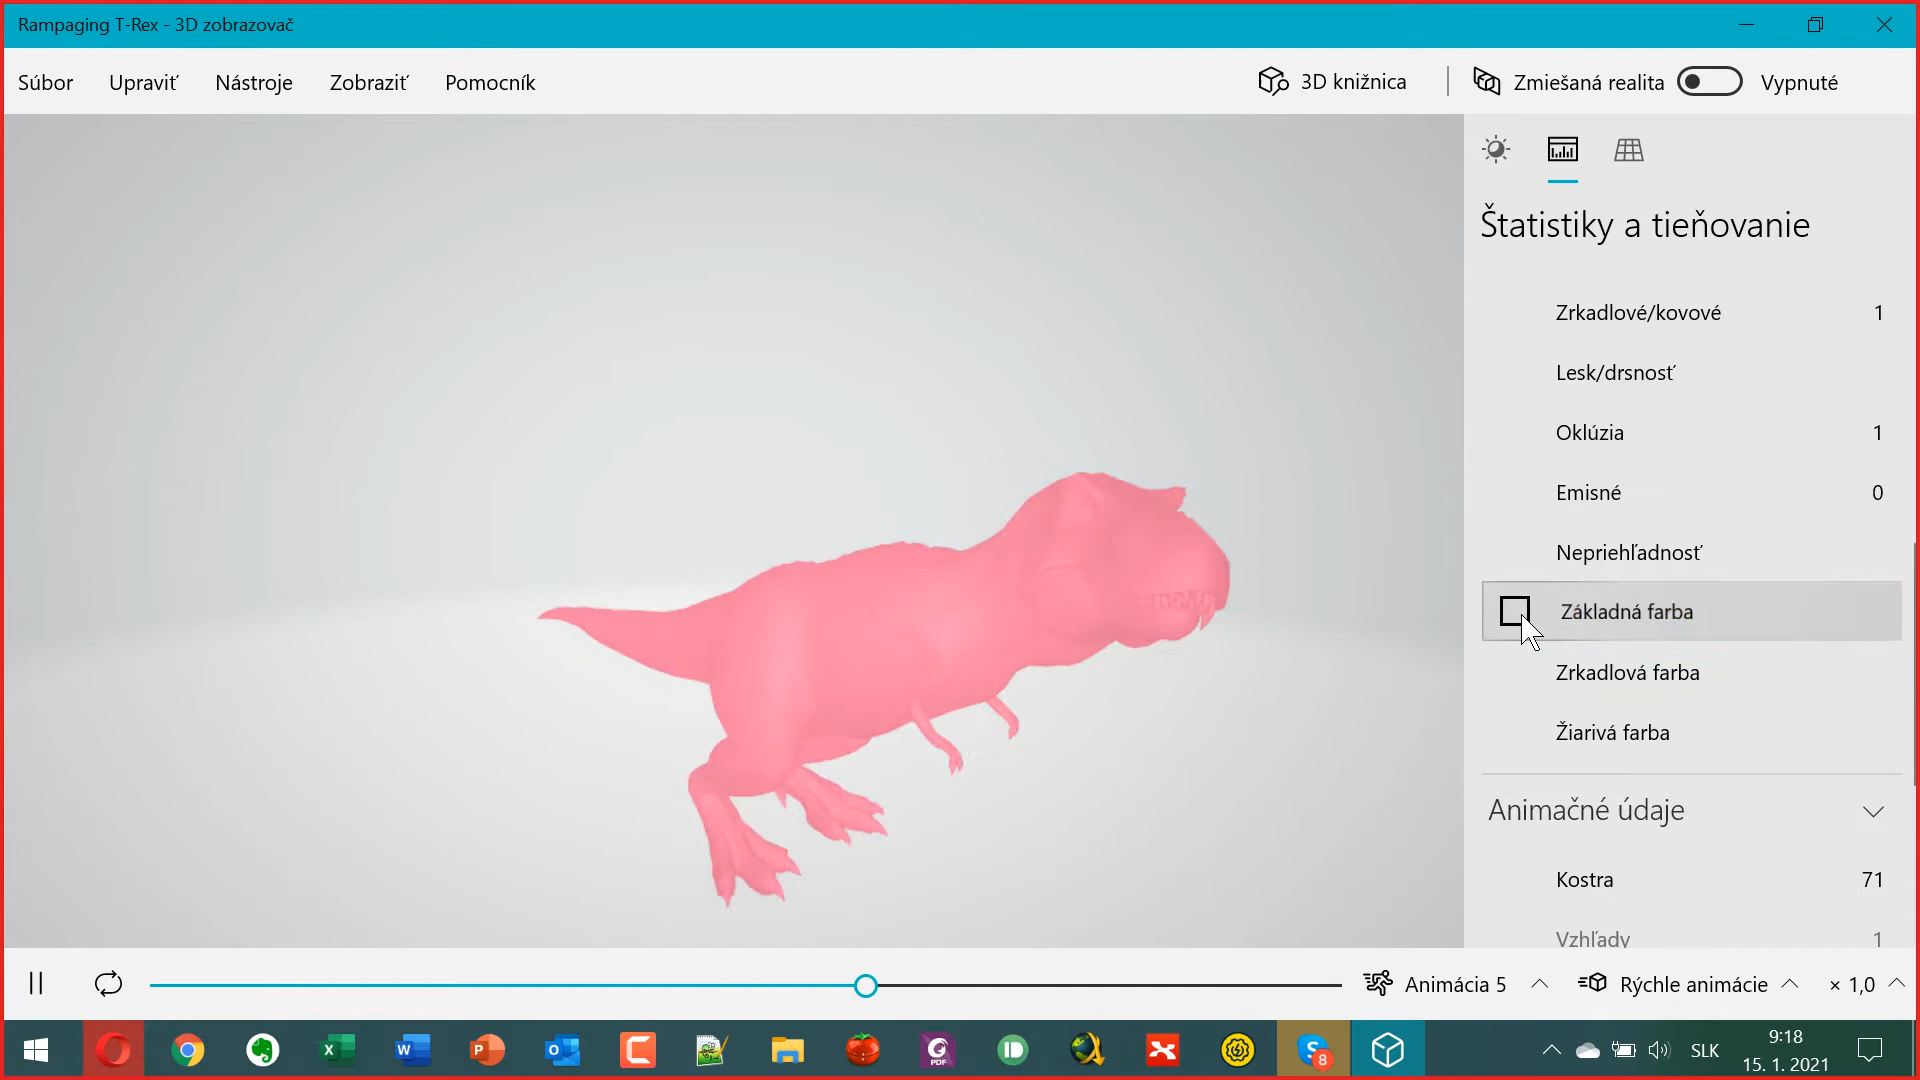 Rampaging T-Rex - 3D zobrazovač
Súbor Upraviť Nástroje Zobraziť Pomocník 3D knižnica Zmiešaná realita Vypnuté
Štatistiky a tieňovanie
Zrkadlové/kovové 1
Lesk/drsnosť
Oklúzia 1
Emisné 0
Nepriehľadnosť
Základná farba
Zrkadlová farba
Žiarivá farba
Animačné údaje
Kostra 71
Vzhľady 1
Animácia 5 Rýchle animácie × 1,0
X W P O C PDF S 8 SLK 9:18
15. 1. 2021